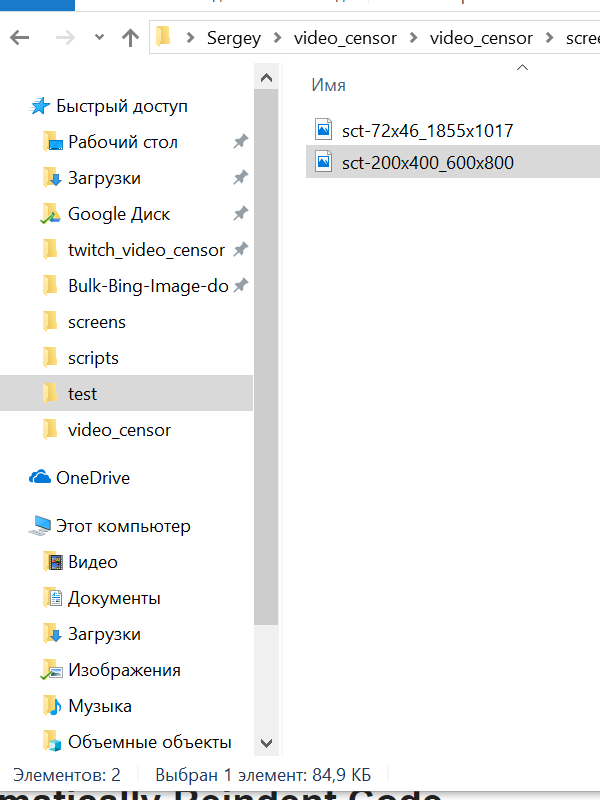 Sergey > video_censor > video_censor > scree
Имя
sct-72x46_1855x1017
sct-200x400_600x800
Быстрый доступ
Рабочий стол
Загрузки
Google Диск
twitch_video_censor
Bulk-Bing-Image-do
screens
scripts
test
video_censor
OneDrive
Этот компьютер
Видео
Документы
Загрузки
Изображения
Музыка
Объемные объекты
Элементов: 2 Выбран 1 элемент: 84,9 КБ
matically Reindent Code